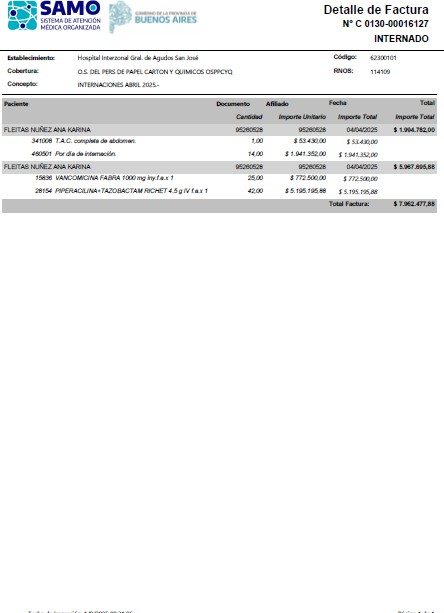 SAMO
SISTEMA DE ATENCIÓN
MÉDICA ORGANIZADA
GOBIERNO DE LA PROVINCIA DE
BUENOS AIRES
Detalle de Factura
N° C 0130-00016127
INTERNADO
Establecimiento: Hospital Interzonal Gral. de Agudos San José Código: 62300101
Cobertura: O.S. DEL PERS DE PAPEL CARTON Y QUIMICOS OSPPCYQ RNOS: 114109
Concepto: INTERNACIONES ABRIL 2025.-
Paciente Documento Afiliado Fecha Total
Cantidad Importe Unitario Importe Total Importe Total
FLEITAS NUÑEZ ANA KARINA 95260528 95260528 04/04/2025 $ 1.994.782,00
341008 T.A.C. completa de abdomen. 1,00 $ 53.430,00 $ 53.430,00
460501 Por día de internación. 14,00 $ 1.941.352,00 $ 1.941.352,00
FLEITAS NUÑEZ ANA KARINA 95260528 95260528 04/04/2025 $ 5.967.695,88
15836 VANCOMICINA FABRA 1000 mg iny.f.a.x 1 25,00 $ 772.500,00 $ 772.500,00
28154 PIPERACILINA+TAZOBACTAM RICHET 4.5 g IV f.a.x 1 42,00 $ 5.195.195,88 $ 5.195.195,88
Total Factura: $ 7.962.477,88